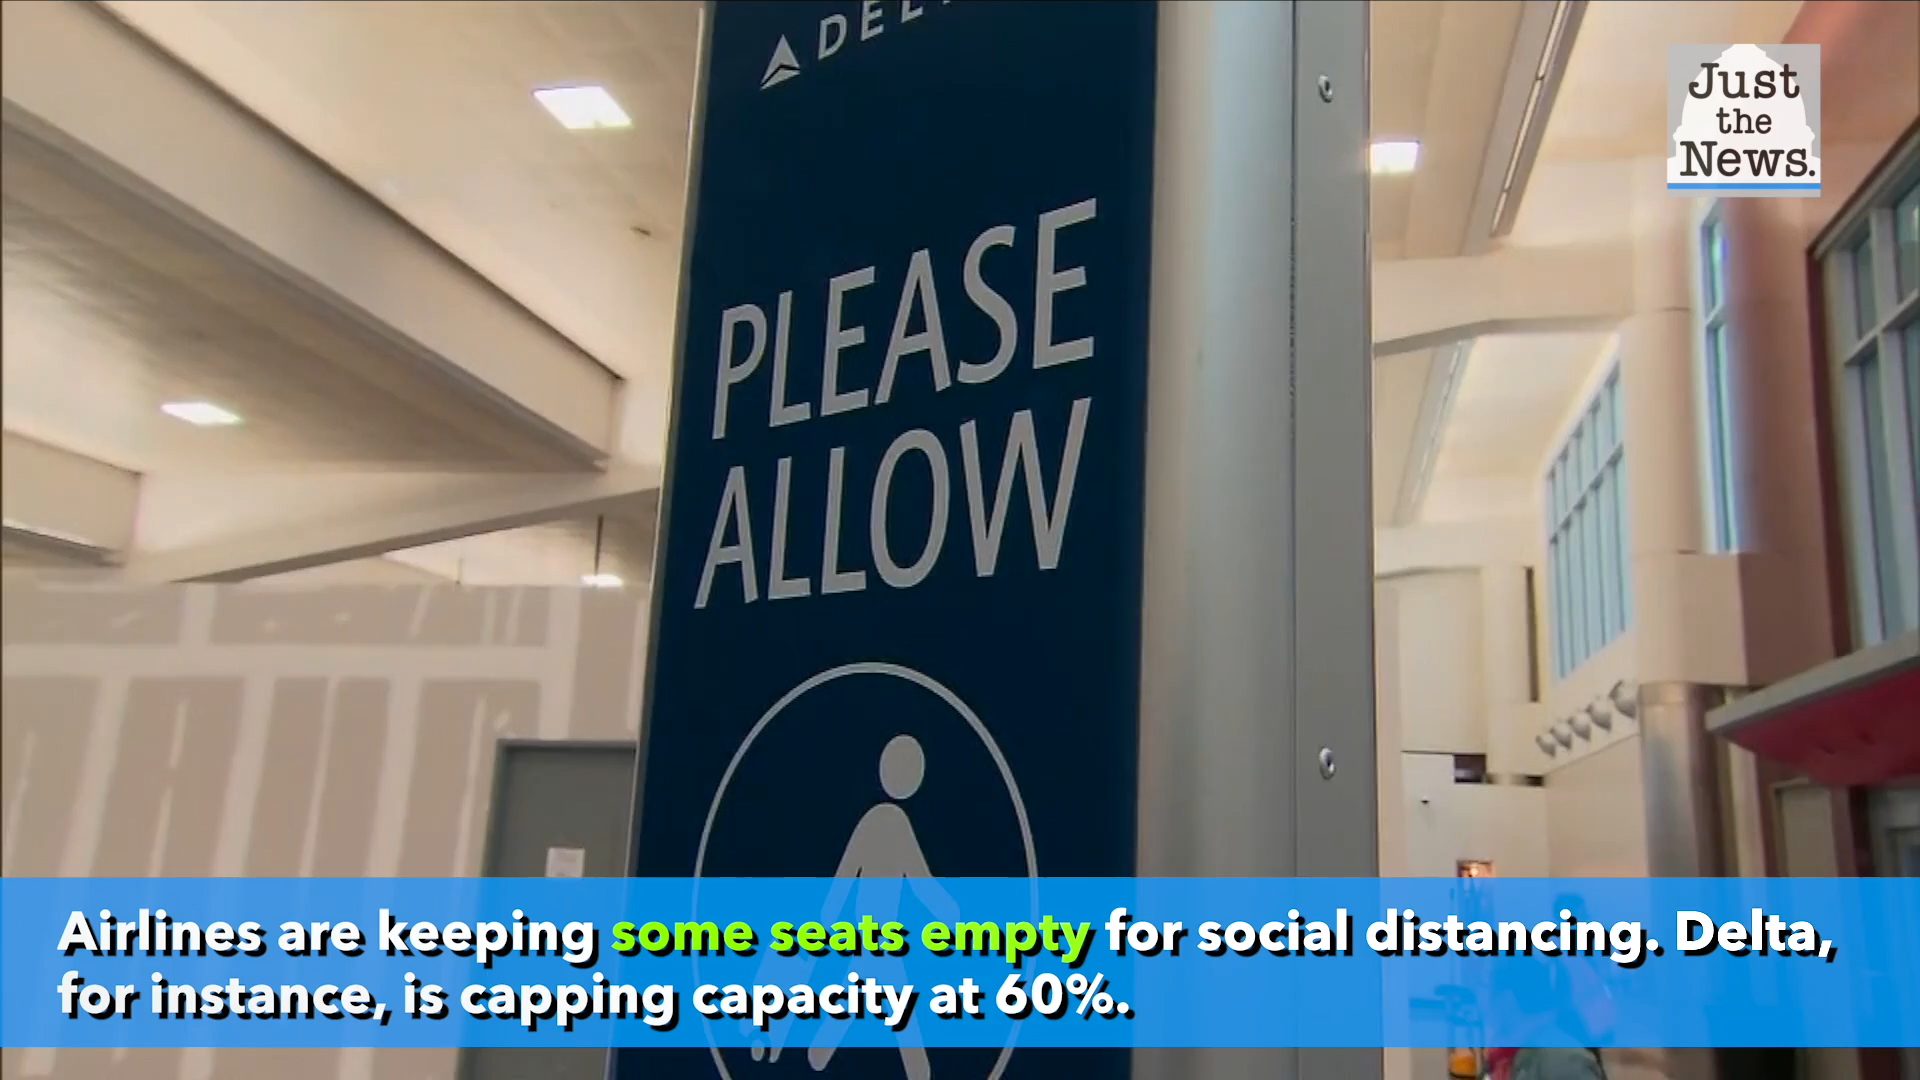 DELT
Just
the
News.
PLEASE
ALLOW
Airlines are keeping some seats empty for social distancing. Delta,
for instance, is capping capacity at 60%.